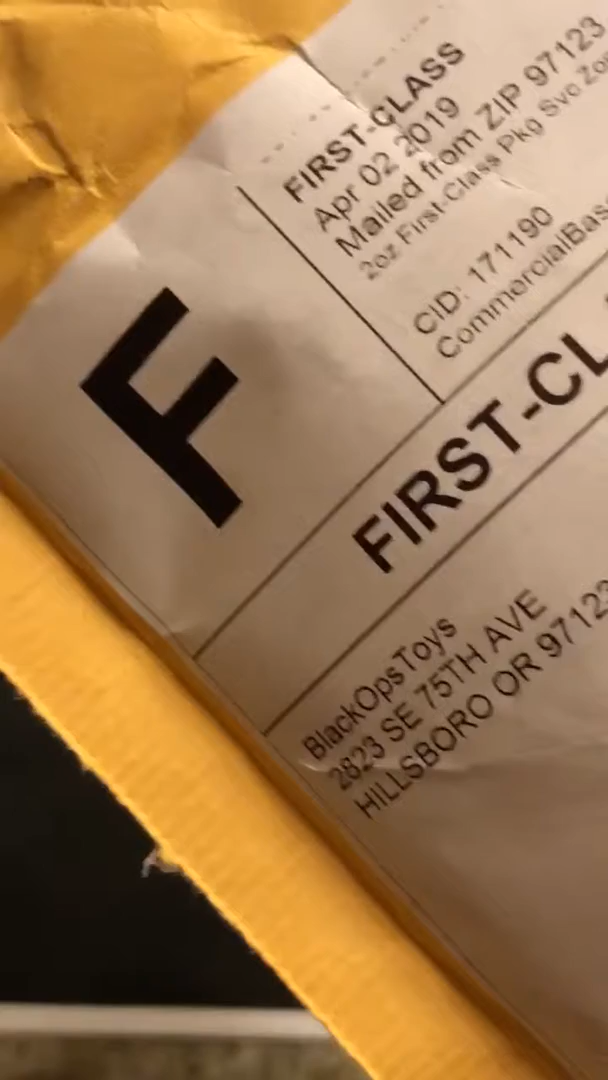 FIRST-CLASS
Apr 02 2019
Mailed from ZIP 97123
2oz First-Class Pkg Svc
CID: 171190
F
FIRST-CL
BlackOpsToys
2823 SE 75TH AVE
HILLSBORO OR 97123